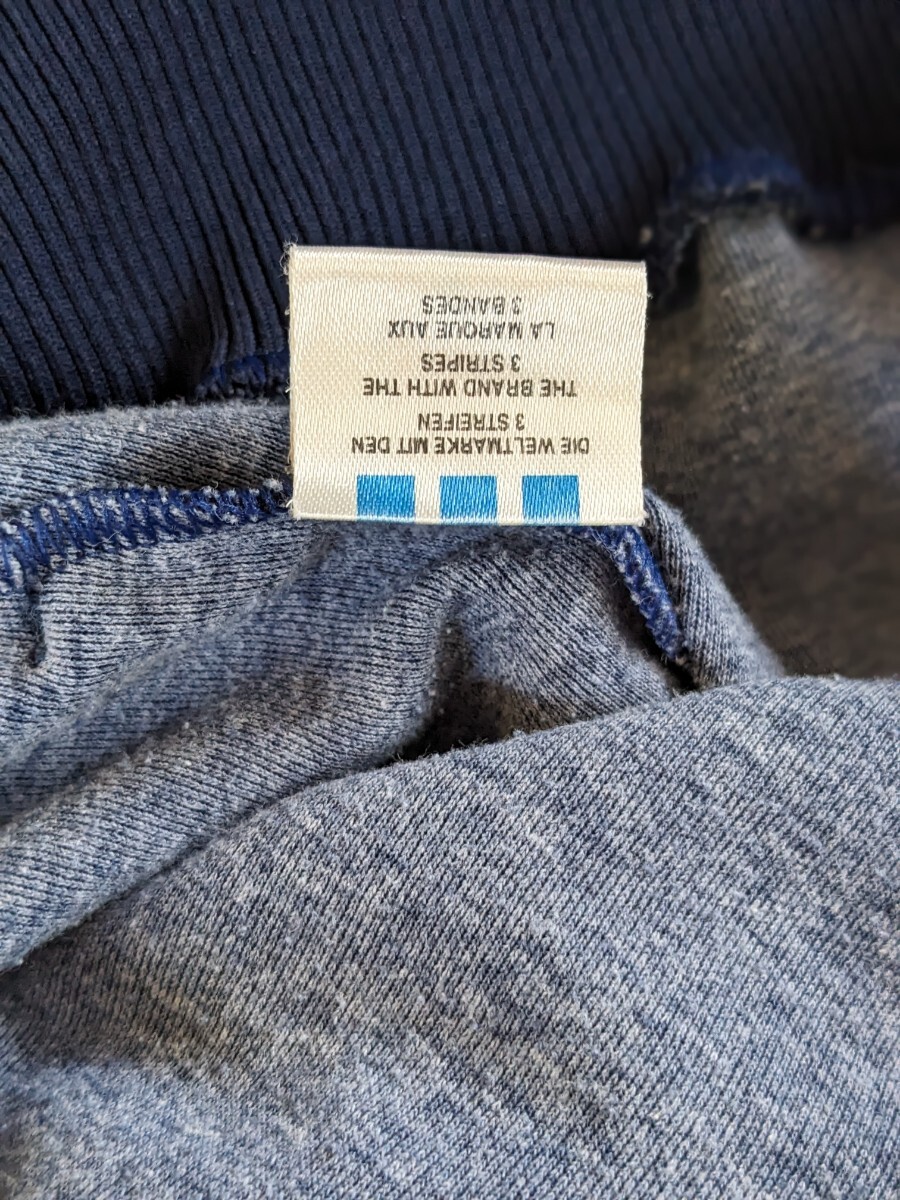 DIE WELTMARKE MIT DEN
3 STREIFEN
THE BRAND WITH THE
3 STRIPES
LA MARQUE AUX
3 BANDES